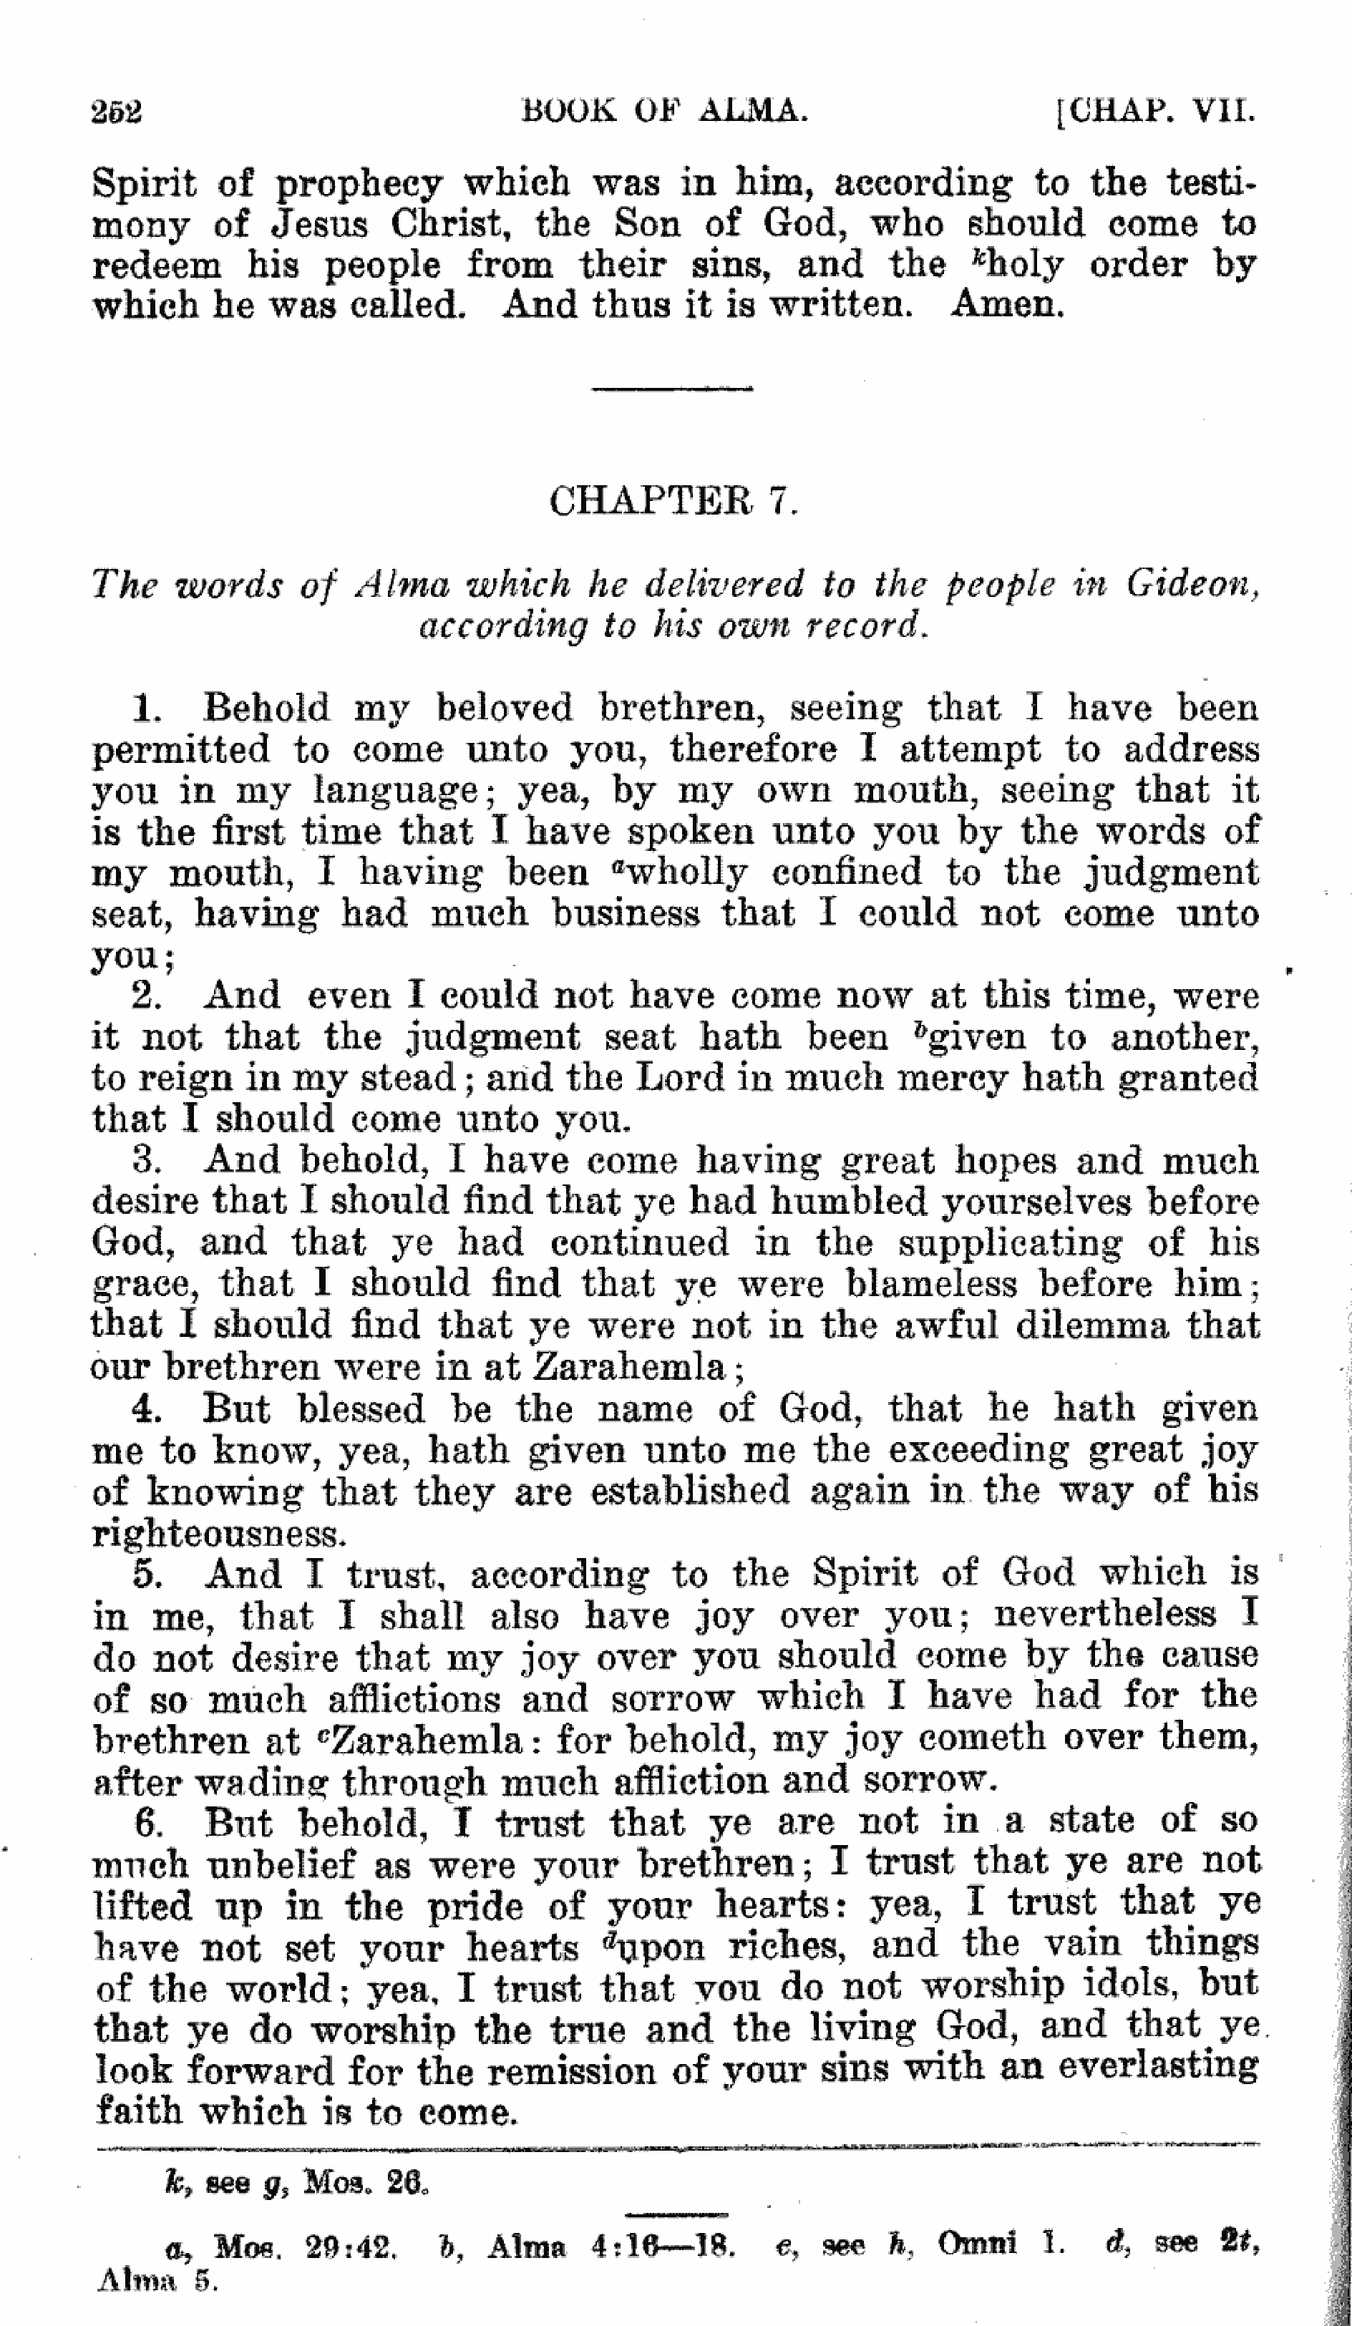 252 BOOK OF ALMA. [CHAP. VII.
Spirit of prophecy which was in him, according to the testi-
mony of Jesus Christ, the Son of God, who should come to
redeem his people from their sins, and the kholy order by
which he was called. And thus it is written. Amen.
CHAPTER 7.
The words of Alma which he delivered to the people in Gideon,
according to his own record.
1. Behold my beloved brethren, seeing that I have been
permitted to come unto you, therefore I attempt to address
you in my language; yea, by my own mouth, seeing that it
is the first time that I have spoken unto you by the words of
my mouth, I having been awholly confined to the judgment
seat, having had much business that I could not come unto
you;
2. And even I could not have come now at this time, were
it not that the judgment seat hath been bgiven to another,
to reign in my stead; and the Lord in much mercy hath granted
that I should come unto you.
3. And behold, I have come having great hopes and much
desire that I should find that ye had humbled yourselves before
God, and that ye had continued in the supplicating of his
grace, that I should find that ye were blameless before him;
that I should find that ye were not in the awful dilemma that
our brethren were in at Zarahemla;
4. But blessed be the name of God, that he hath given
me to know, yea, hath given unto me the exceeding great joy
of knowing that they are established again in the way of his
righteousness.
5. And I trust, according to the Spirit of God which is
in me, that I shall also have joy over you; nevertheless I
do not desire that my joy over you should come by the cause
of so much afflictions and sorrow which I have had for the
brethren at cZarahemla: for behold, my joy cometh over them,
after wading through much affliction and sorrow.
6. But behold, I trust that ye are not in a state of so
much unbelief as were your brethren; I trust that ye are not
lifted up in the pride of your hearts: yea, I trust that ye
have not set your hearts dupon riches, and the vain things
of the world; yea, I trust that you do not worship idols, but
that ye do worship the true and the living God, and that ye
look forward for the remission of your sins with an everlasting
faith which is to come.
k, see g, Mos. 26.
a, Mos. 29:42. b, Alma 4:16—18. c, see h, Omni 1. d, see 2t,
Alma 5.